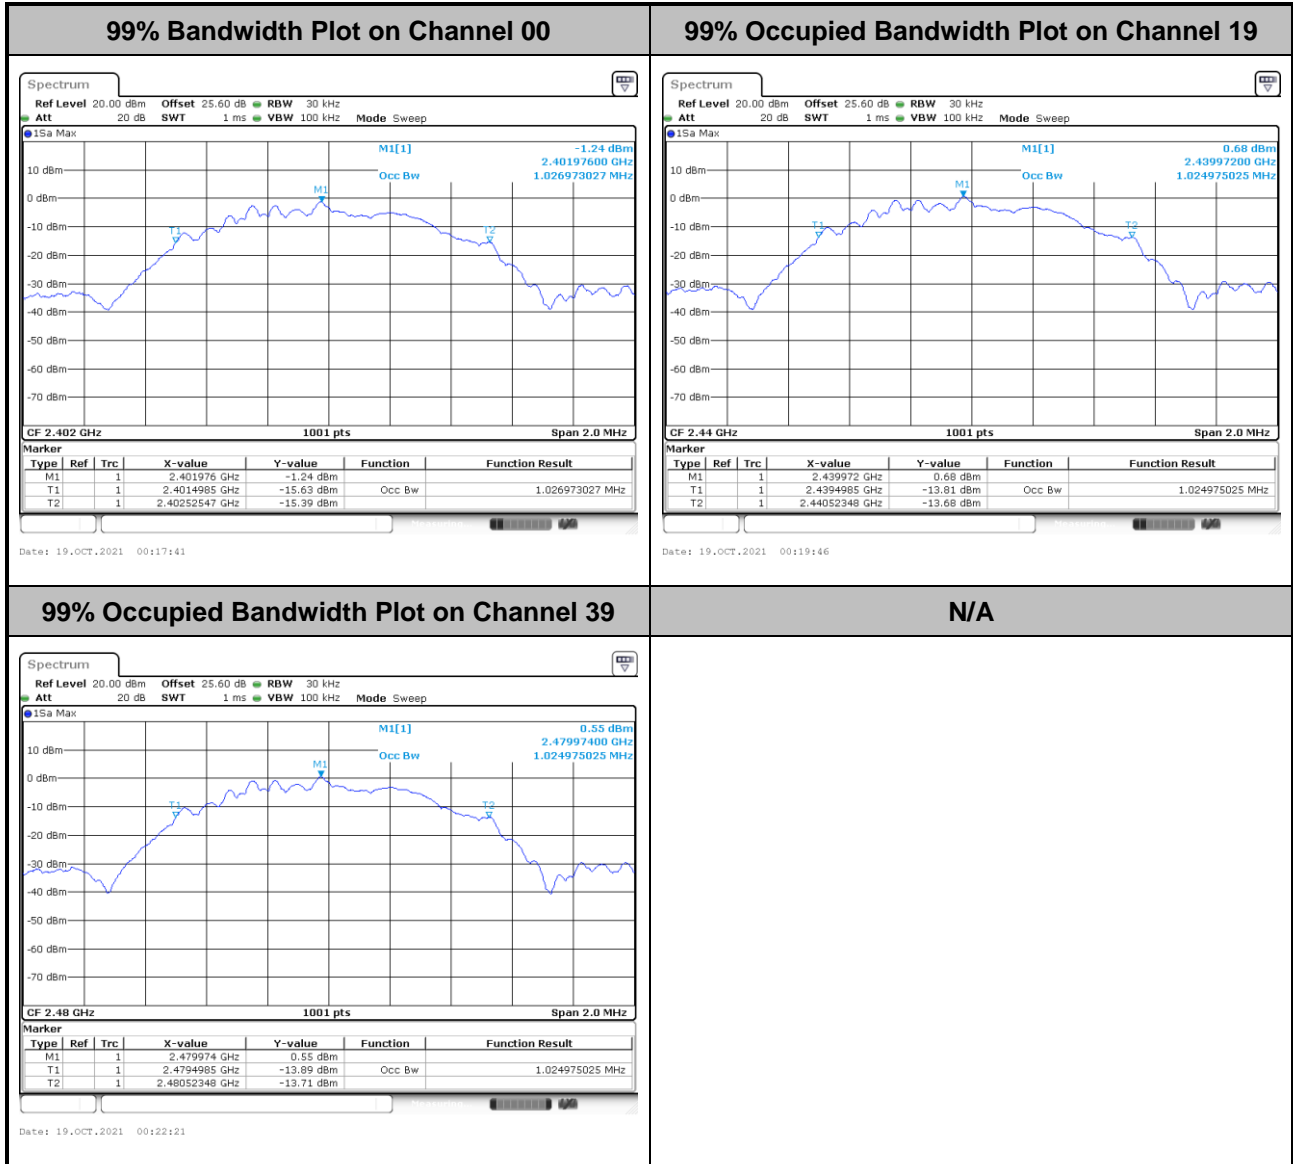 99% Bandwidth Plot on Channel 00
Spectrum
Ref Level 20.00 dBm Offset 25.60 dB RBW 30 kHz
Att 20 dB SWT 1 ms VBW 100 kHz Mode Sweep
1Sa Max
M1[1] -1.24 dBm
2.40197600 GHz
Occ Bw 1.026973027 MHz
10 dBm
0 dBm
-10 dBm
-20 dBm
-30 dBm
-40 dBm
-50 dBm
-60 dBm
-70 dBm
M1
T1
T2
CF 2.402 GHz 1001 pts Span 2.0 MHz
Marker
Type Ref Trc X-value Y-value Function Function Result
M1 1 2.401976 GHz -1.24 dBm
T1 1 2.4014985 GHz -15.63 dBm Occ Bw 1.026973027 MHz
T2 1 2.40252547 GHz -15.39 dBm
Measuring...
Date: 19.OCT.2021 00:17:41
99% Occupied Bandwidth Plot on Channel 19
Spectrum
Ref Level 20.00 dBm Offset 25.60 dB RBW 30 kHz
Att 20 dB SWT 1 ms VBW 100 kHz Mode Sweep
1Sa Max
M1[1] 0.68 dBm
2.43997200 GHz
Occ Bw 1.024975025 MHz
10 dBm
0 dBm
-10 dBm
-20 dBm
-30 dBm
-40 dBm
-50 dBm
-60 dBm
-70 dBm
M1
T1
T2
CF 2.44 GHz 1001 pts Span 2.0 MHz
Marker
Type Ref Trc X-value Y-value Function Function Result
M1 1 2.439972 GHz 0.68 dBm
T1 1 2.4394985 GHz -13.81 dBm Occ Bw 1.024975025 MHz
T2 1 2.44052348 GHz -13.68 dBm
Measuring...
Date: 19.OCT.2021 00:19:46
99% Occupied Bandwidth Plot on Channel 39
Spectrum
Ref Level 20.00 dBm Offset 25.60 dB RBW 30 kHz
Att 20 dB SWT 1 ms VBW 100 kHz Mode Sweep
1Sa Max
M1[1] 0.55 dBm
2.47997400 GHz
Occ Bw 1.024975025 MHz
10 dBm
0 dBm
-10 dBm
-20 dBm
-30 dBm
-40 dBm
-50 dBm
-60 dBm
-70 dBm
M1
T1
T2
CF 2.48 GHz 1001 pts Span 2.0 MHz
Marker
Type Ref Trc X-value Y-value Function Function Result
M1 1 2.479974 GHz 0.55 dBm
T1 1 2.4794985 GHz -13.89 dBm Occ Bw 1.024975025 MHz
T2 1 2.48052348 GHz -13.71 dBm
Measuring...
Date: 19.OCT.2021 00:22:21
N/A